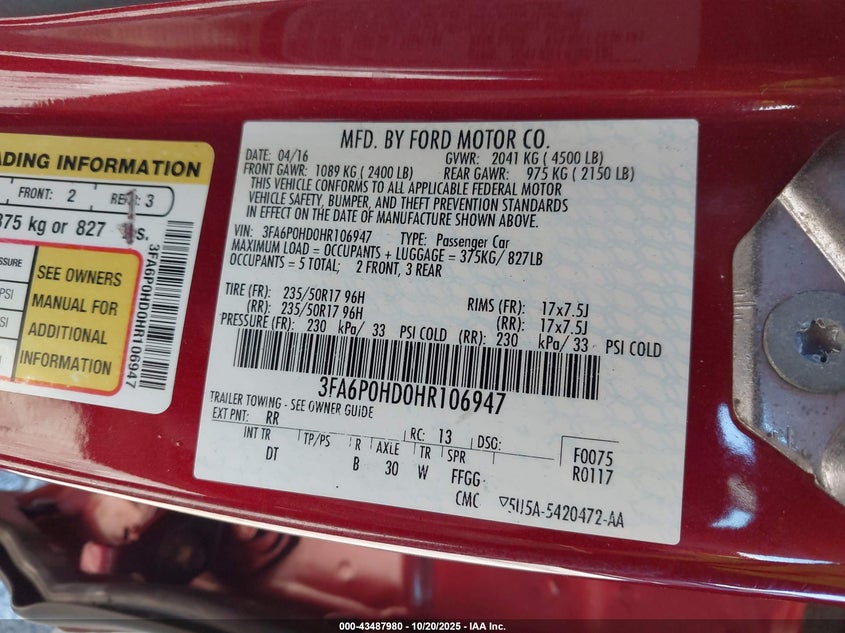 ADING INFORMATION
FRONT: 2 REAR: 3
375 kg or 827 lbs.
SSURE
PSI
SI
SI
SEE OWNERS
MANUAL FOR
ADDITIONAL
INFORMATION
3FA6P0HD0HR106947
MFD. BY FORD MOTOR CO.
DATE: 04/16 GVWR: 2041 KG ( 4500 LB)
FRONT GAWR: 1089 KG ( 2400 LB) REAR GAWR: 975 KG ( 2150 LB)
THIS VEHICLE CONFORMS TO ALL APPLICABLE FEDERAL MOTOR
VEHICLE SAFETY, BUMPER, AND THEFT PREVENTION STANDARDS
IN EFFECT ON THE DATE OF MANUFACTURE SHOWN ABOVE.
VIN: 3FA6P0HD0HR106947 TYPE: Passenger Car
MAXIMUM LOAD = OCCUPANTS + LUGGAGE = 375KG/ 827LB
OCCUPANTS = 5 TOTAL; 2 FRONT, 3 REAR
TIRE (FR): 235/50R17 96H RIMS (FR): 17x7.5J
(RR): 235/50R17 96H (RR): 17x7.5J
PRESSURE (FR): 230 kPa/ 33 PSI COLD (RR): 230 kPa/ 33 PSI COLD
3FA6P0HD0HR106947
TRAILER TOWING - SEE OWNER GUIDE
EXT PNT: RR RC: 13 DSO: F0075
INT TR TP/PS R AXLE TR SPR R0117
DT B 30 W FFGG
CMC ▽5U5A-5420472-AA
000-43487980 - 10/20/2025 - IAA Inc.